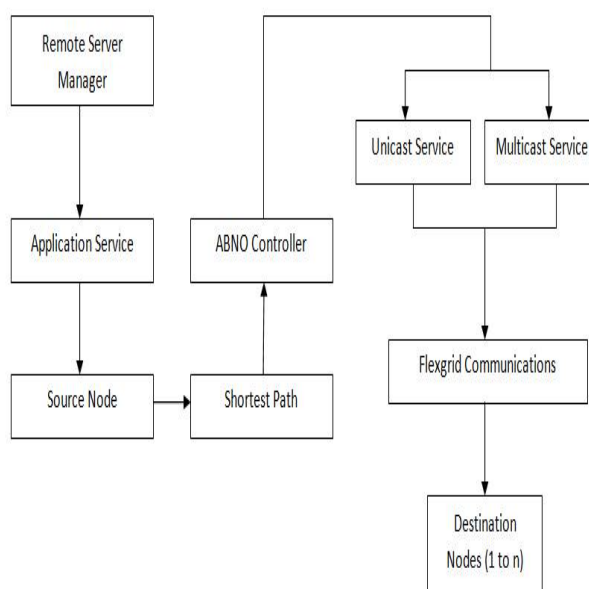 Remote Server
Manager
Application Service
Source Node
Shortest Path
ABNO Controller
Unicast Service
Multicast Service
Flexgrid Communications
Destination
Nodes (1 to n)